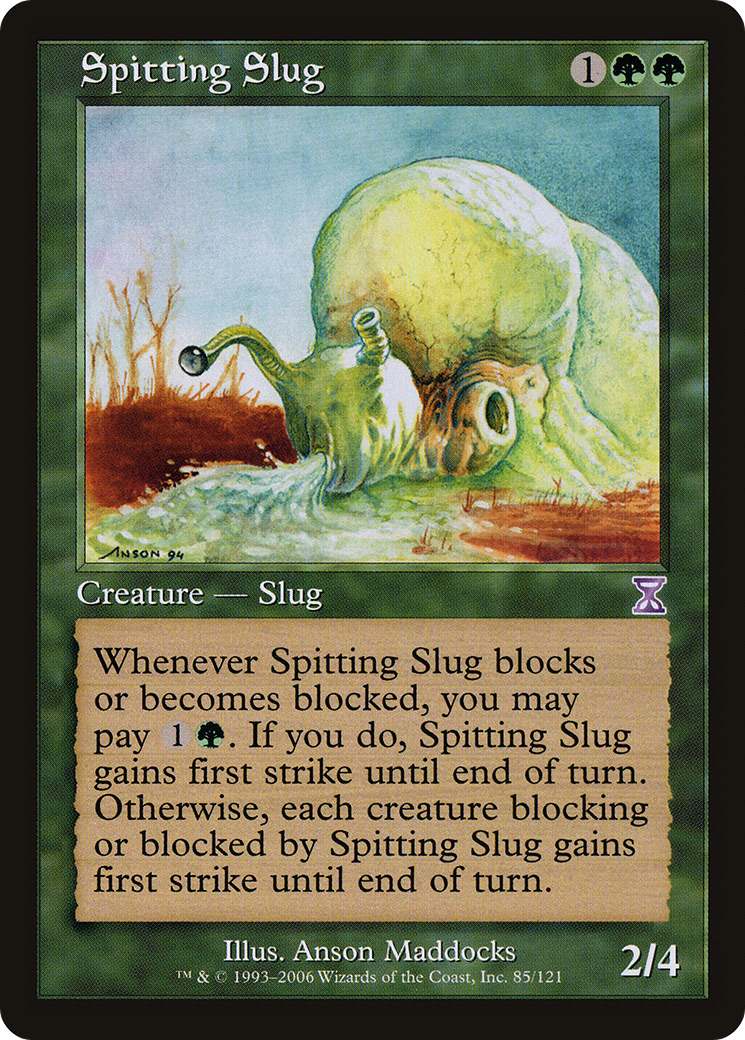 Spitting Slug 1
ANSON 94
Creature — Slug
Whenever Spitting Slug blocks
or becomes blocked, you may
pay 1 . If you do, Spitting Slug
gains first strike until end of turn.
Otherwise, each creature blocking
or blocked by Spitting Slug gains
first strike until end of turn.
Illus. Anson Maddocks
™ & © 1993–2006 Wizards of the Coast, Inc. 85/121
2/4